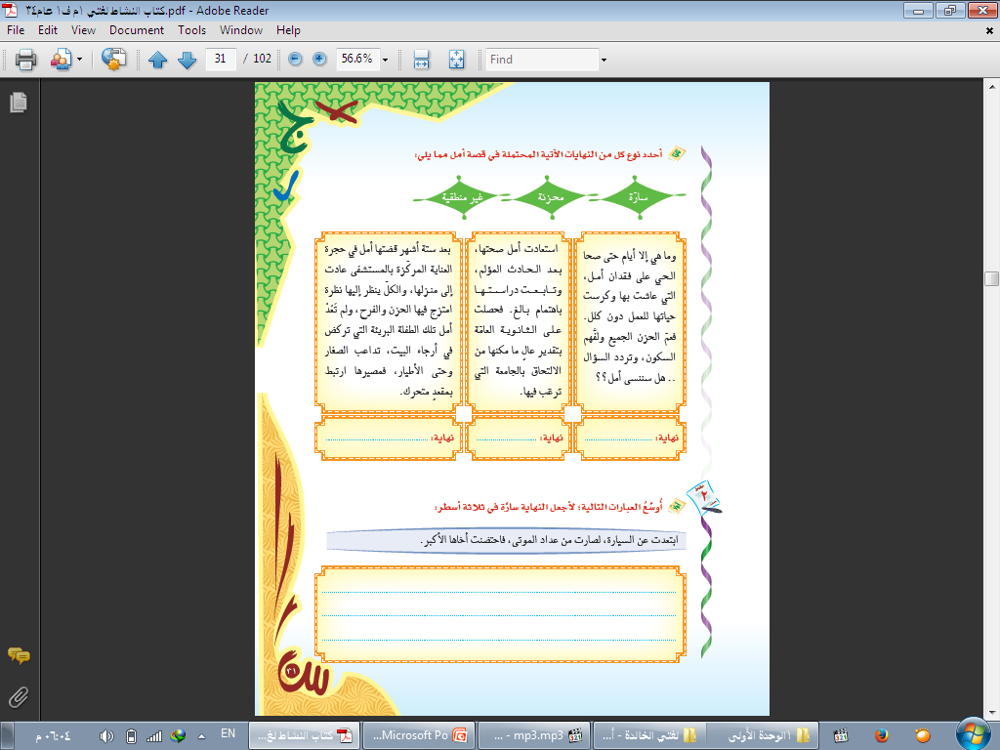 كتاب النشاط لغتي ١م ف١ عام٣٤.pdf - Adobe Reader
File Edit View Document Tools Window Help
31 / 102 56.6% Find
ج
أحدد نوع كل من النهايات الآتية المحتملة في قصة أمل مما يلي:
سارّة محزنة غير منطقية
وما هي إلا أيام حتى صحا
الحي على فقدان أمل،
التي عاشت بها وكرست
حياتها للعمل دون كلل.
فعمّ الحزن الجميع ولفَّهم
السكون، وتردد السؤال
.. هل سننسى أمل؟؟
نهاية:
استعادت أمل صحتها،
بعد الحادث المؤلم،
وتابعت دراستها
باهتمام بالغ. فحصلت
على الثانوية العامّة
بتقدير عالٍ ما مكنها من
الالتحاق بالجامعة التي
ترغب فيها.
نهاية:
بعد ستة أشهر قضتها أمل في حجرة
العناية المركّزة بالمستشفى عادت
إلى منزلها، والكلّ ينظر إليها نظرة
امتزج فيها الحزن والفرح، ولم تَعُدْ
أمل تلك الطفلة البريئة التي تركض
في أرجاء البيت، تداعب الصغار
وحتى الأطيار، فمصيرها ارتبط
بمقعدٍ متحرك.
نهاية:
أُوسّعُ العبارات التالية؛ لأجعل النهاية سارّة في ثلاثة أسطر:
ابتعدت عن السيارة، لصارت من عداد الموتى، فاحتضنت أخاها الأكبر.
٣١
٠٦:٠٤ م EN كتاب النشاط لغ... Microsoft Po... ... - mp3.mp3 لغتي الخالدة - أ... ١الوحدة الأولى